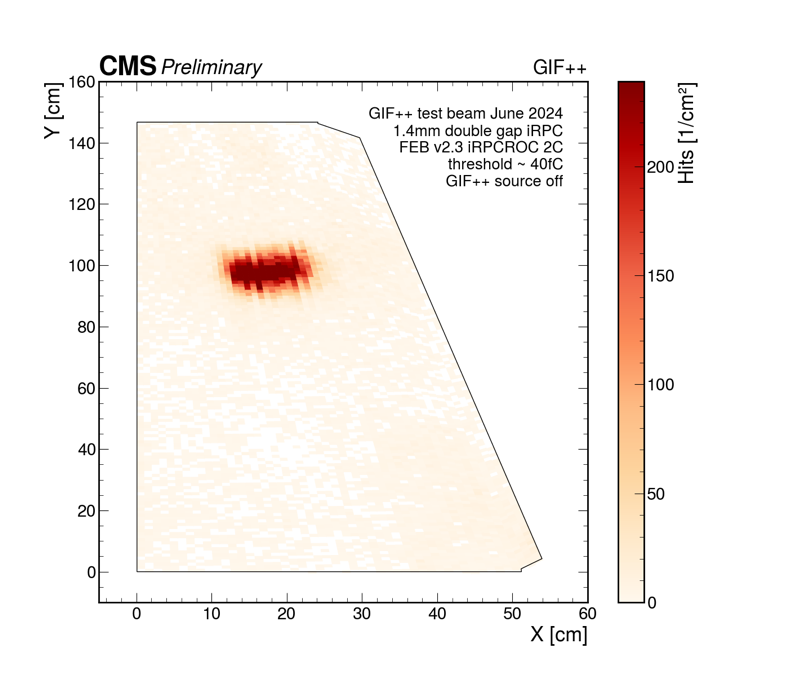 CMS Preliminary GIF++
Y [cm]
160
140
120
100
80
60
40
20
0
GIF++ test beam June 2024
1.4mm double gap iRPC
FEB v2.3 iRPCROC 2C
threshold ~ 40fC
GIF++ source off
0 10 20 30 40 50 60
X [cm]
Hits [1/cm²]
200
150
100
50
0